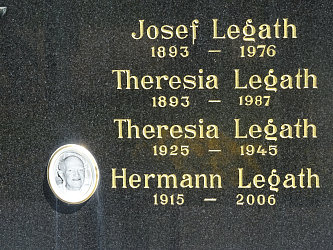 Josef Legath
1893 – 1976
Theresia Legath
1893 – 1987
Theresia Legath
1925 – 1945
Hermann Legath
1915 – 2006